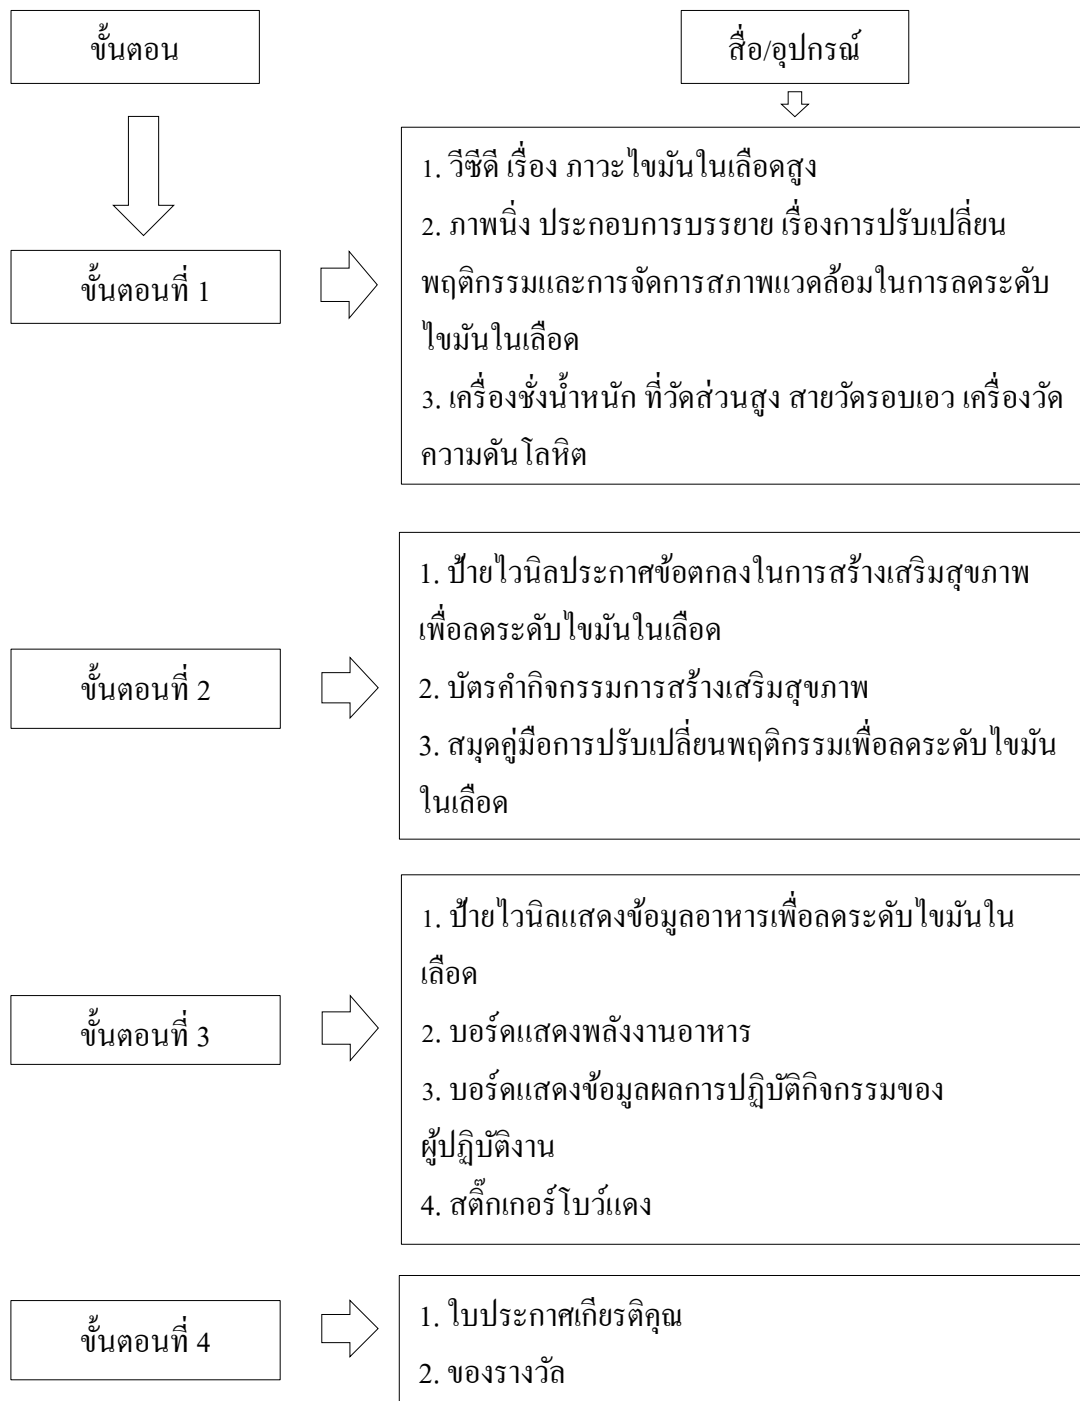 ขั้นตอน
สื่อ/อุปกรณ์
ขั้นตอนที่ 1
1. วีซีดี เรื่อง ภาวะไขมันในเลือดสูง
2. ภาพนิ่ง ประกอบการบรรยาย เรื่องการปรับเปลี่ยน
พฤติกรรมและการจัดการสภาพแวดล้อมในการลดระดับ
ไขมันในเลือด
3. เครื่องชั่งน้ำหนัก ที่วัดส่วนสูง สายวัดรอบเอว เครื่องวัด
ความดันโลหิต
ขั้นตอนที่ 2
1. ป้ายไวนิลประกาศข้อตกลงในการสร้างเสริมสุขภาพ
เพื่อลดระดับไขมันในเลือด
2. บัตรคำกิจกรรมการสร้างเสริมสุขภาพ
3. สมุดคู่มือการปรับเปลี่ยนพฤติกรรมเพื่อลดระดับไขมัน
ในเลือด
ขั้นตอนที่ 3
1. ป้ายไวนิลแสดงข้อมูลอาหารเพื่อลดระดับไขมันใน
เลือด
2. บอร์ดแสดงพลังงานอาหาร
3. บอร์ดแสดงข้อมูลผลการปฏิบัติกิจกรรมของ
ผู้ปฏิบัติงาน
4. สติ๊กเกอร์โบว์แดง
ขั้นตอนที่ 4
1. ใบประกาศเกียรติคุณ
2. ของรางวัล